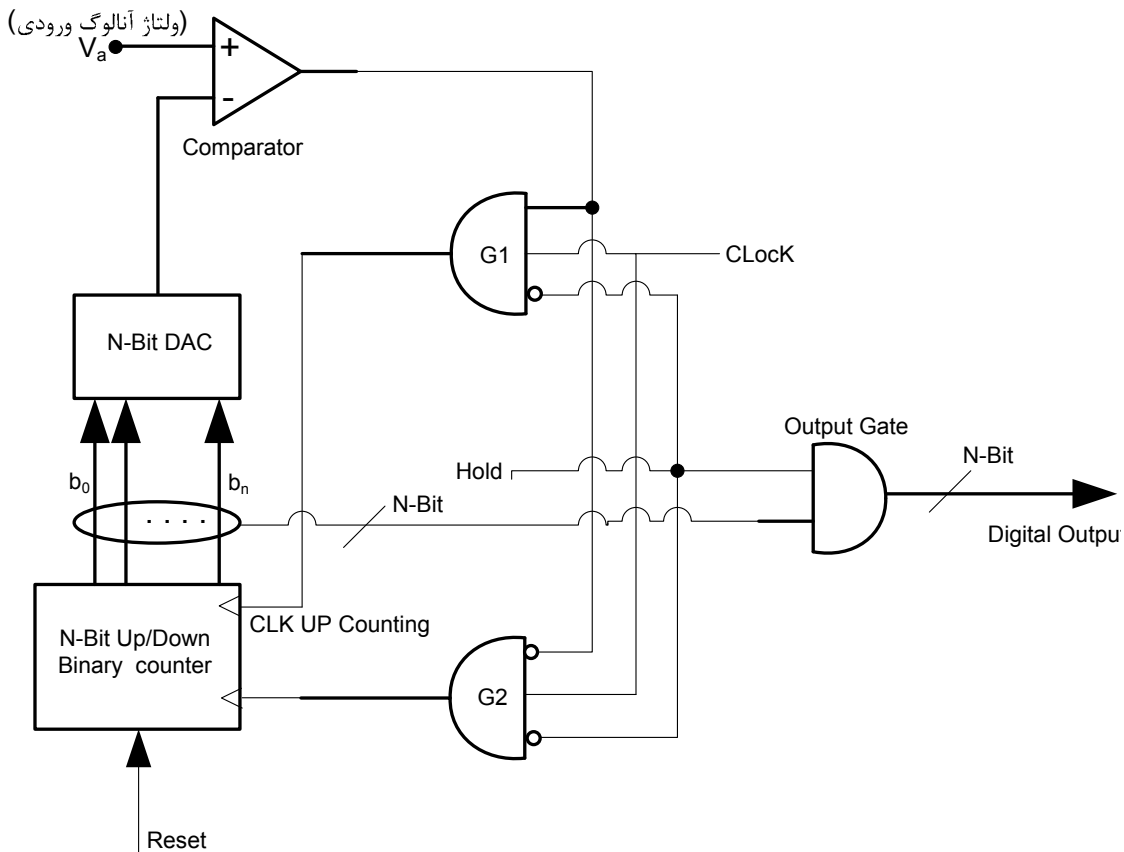 (ولتاژ آنالوگ ورودی)
Va
+
-
Comparator
G1
CLocK
N-Bit DAC
Output Gate
Hold
N-Bit
b0
bn
. . . .
N-Bit
Digital Output
CLK UP Counting
N-Bit Up/Down
Binary counter
G2
Reset